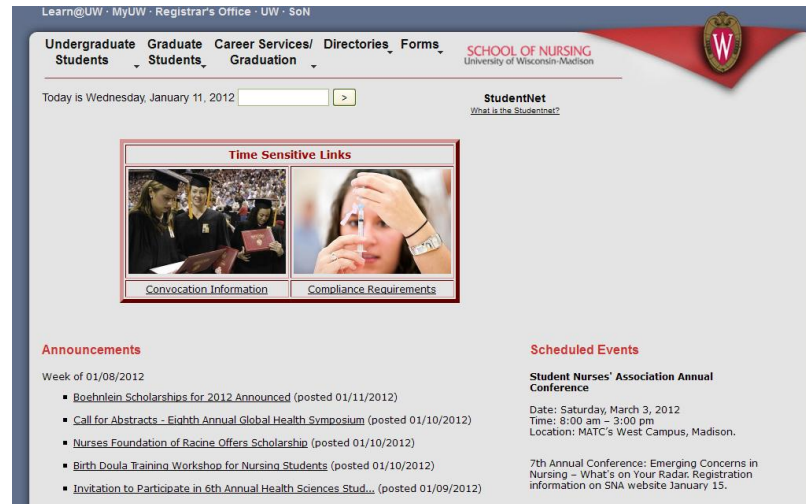 Learn@UW · MyUW · Registrar's Office · UW · SoN
Undergraduate Students
Graduate Students
Career Services/ Graduation
Directories
Forms
SCHOOL OF NURSING
University of Wisconsin-Madison
W
Today is Wednesday, January 11, 2012
>
StudentNet
What is the Studentnet?
Time Sensitive Links
Convocation Information
Compliance Requirements
Announcements
Week of 01/08/2012
Boehnlein Scholarships for 2012 Announced (posted 01/11/2012)
Call for Abstracts - Eighth Annual Global Health Symposium (posted 01/10/2012)
Nurses Foundation of Racine Offers Scholarship (posted 01/10/2012)
Birth Doula Training Workshop for Nursing Students (posted 01/10/2012)
Invitation to Participate in 6th Annual Health Sciences Stud... (posted 01/09/2012)
Scheduled Events
Student Nurses' Association Annual
Conference
Date: Saturday, March 3, 2012
Time: 8:00 am – 3:00 pm
Location: MATC's West Campus, Madison.
7th Annual Conference: Emerging Concerns in
Nursing – What's on Your Radar. Registration
information on SNA website January 15.